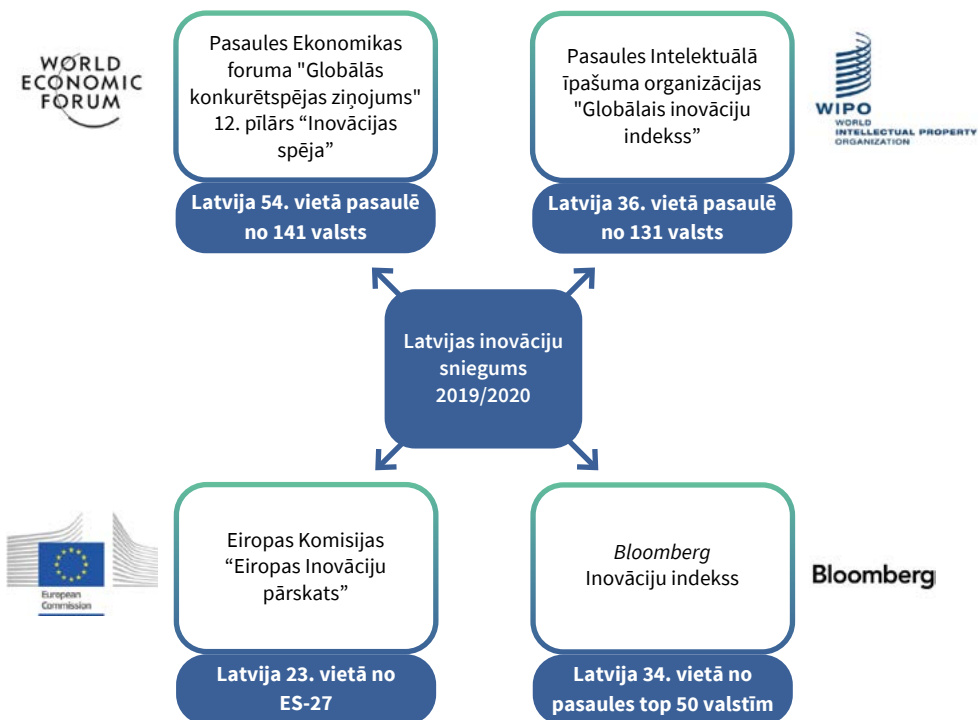 WORLD
ECONOMIC
FORUM
Pasaules Ekonomikas
foruma "Globālās
konkurētspējas ziņojums"
12. pīlārs “Inovācijas
spēja”
Latvija 54. vietā pasaulē
no 141 valsts
Pasaules Intelektuālā
īpašuma organizācijas
"Globālais inovāciju
indekss”
Latvija 36. vietā pasaulē
no 131 valsts
WIPO
WORLD
INTELLECTUAL PROPERTY
ORGANIZATION
Latvijas inovāciju
sniegums
2019/2020
European
Commission
Eiropas Komisijas
“Eiropas Inovāciju
pārskats”
Latvija 23. vietā no
ES-27
Bloomberg
Inovāciju indekss
Latvija 34. vietā no
pasaules top 50 valstīm
Bloomberg